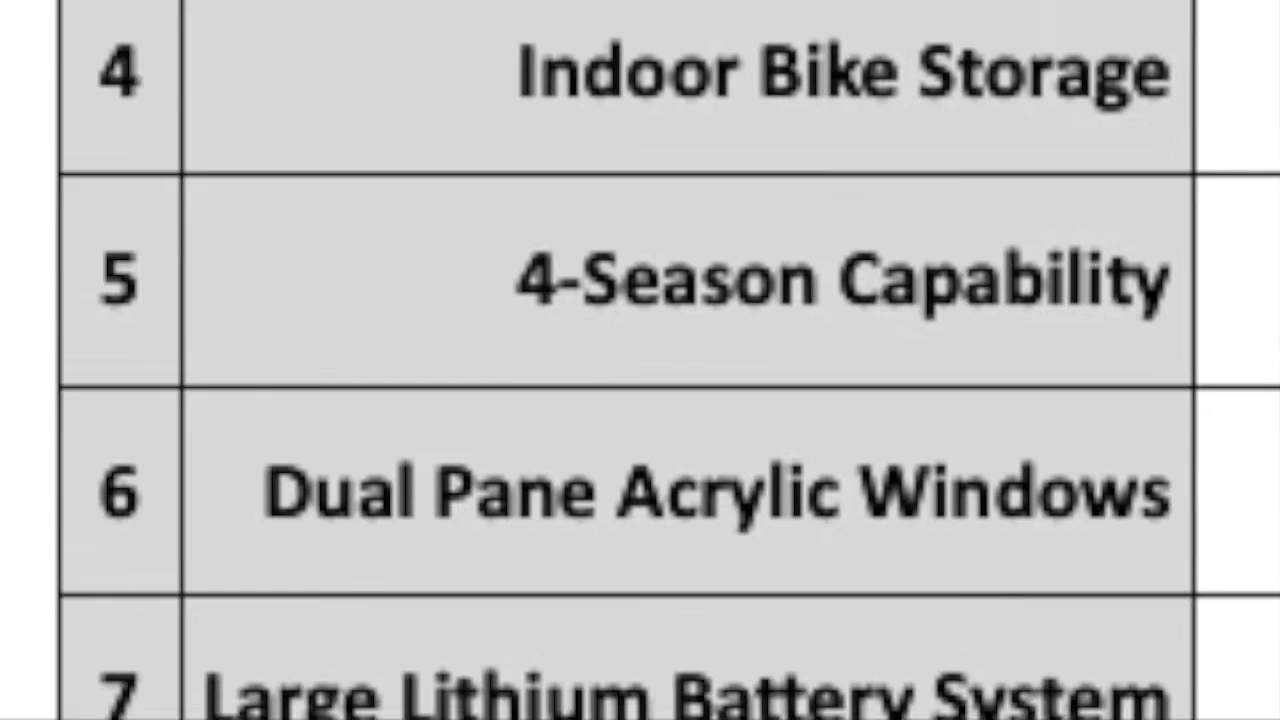 4 Indoor Bike Storage
5 4-Season Capability
6 Dual Pane Acrylic Windows
7 Large Lithium Battery System